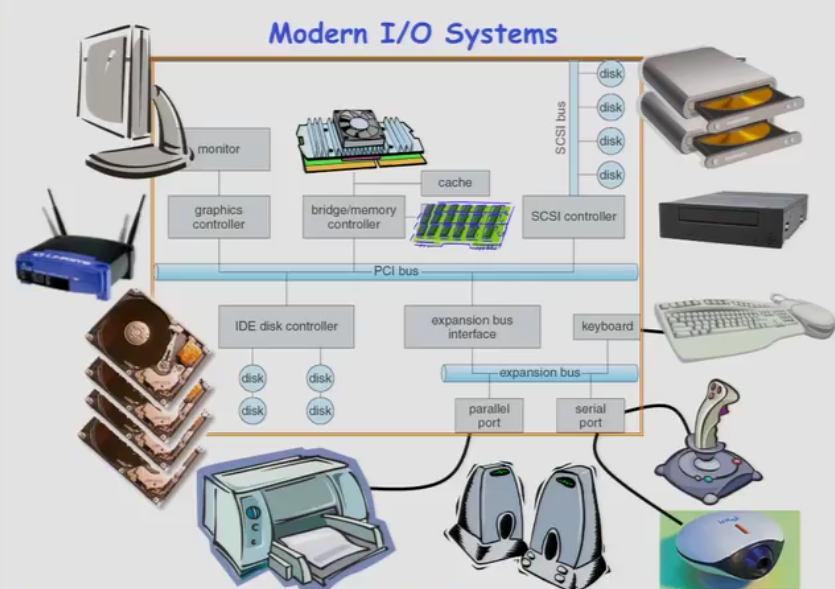 Modern I/O Systems
monitor
cache
graphics
controller
bridge/memory
controller
SCSI controller
SCSI bus
disk
disk
disk
disk
PCI bus
IDE disk controller
expansion bus
interface
keyboard
disk
disk
disk
disk
expansion bus
parallel
port
serial
port
intel